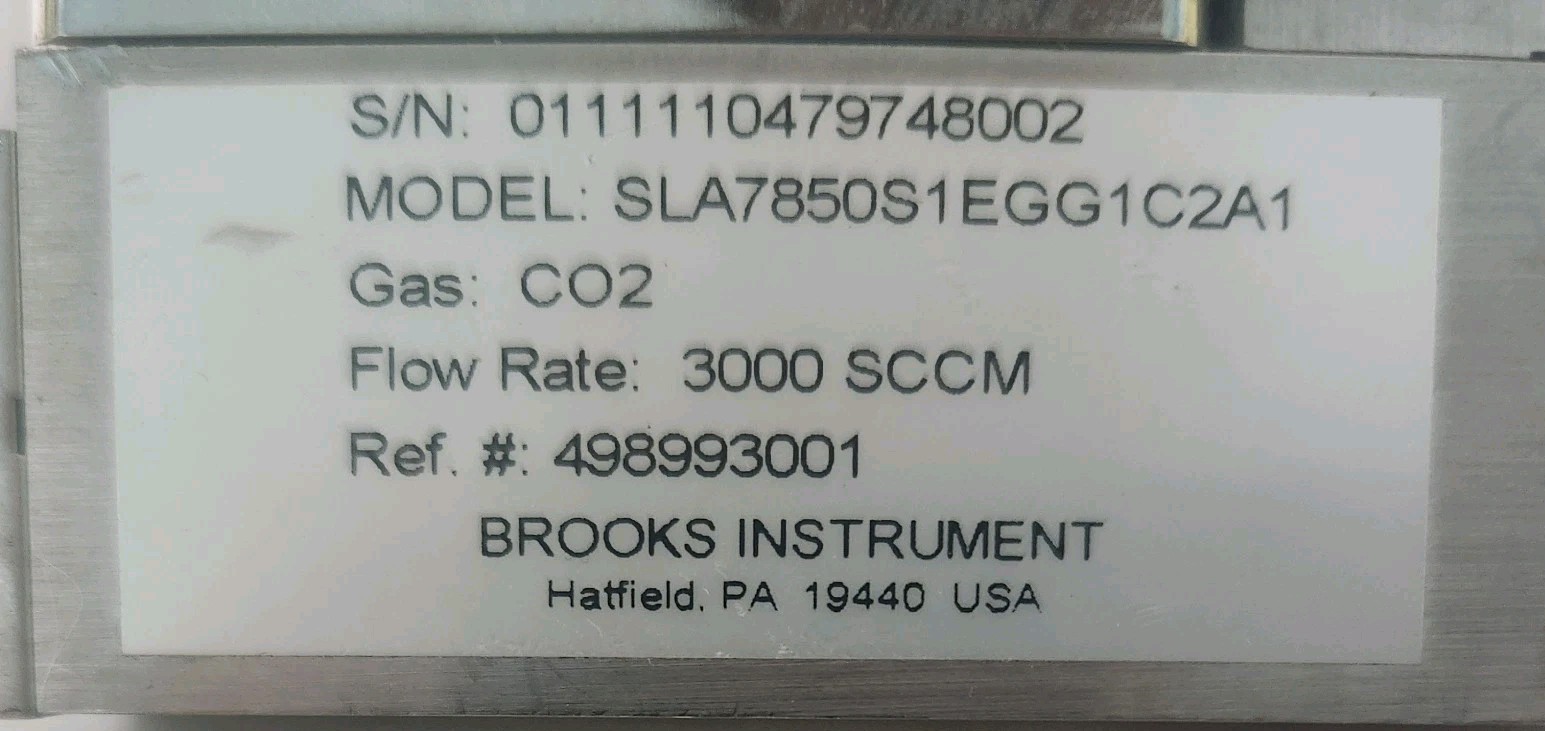 S/N: 0111110479748002
MODEL: SLA7850S1EGG1C2A1
Gas: CO2
Flow Rate: 3000 SCCM
Ref. #: 498993001
BROOKS INSTRUMENT
Hatfield, PA 19440 USA